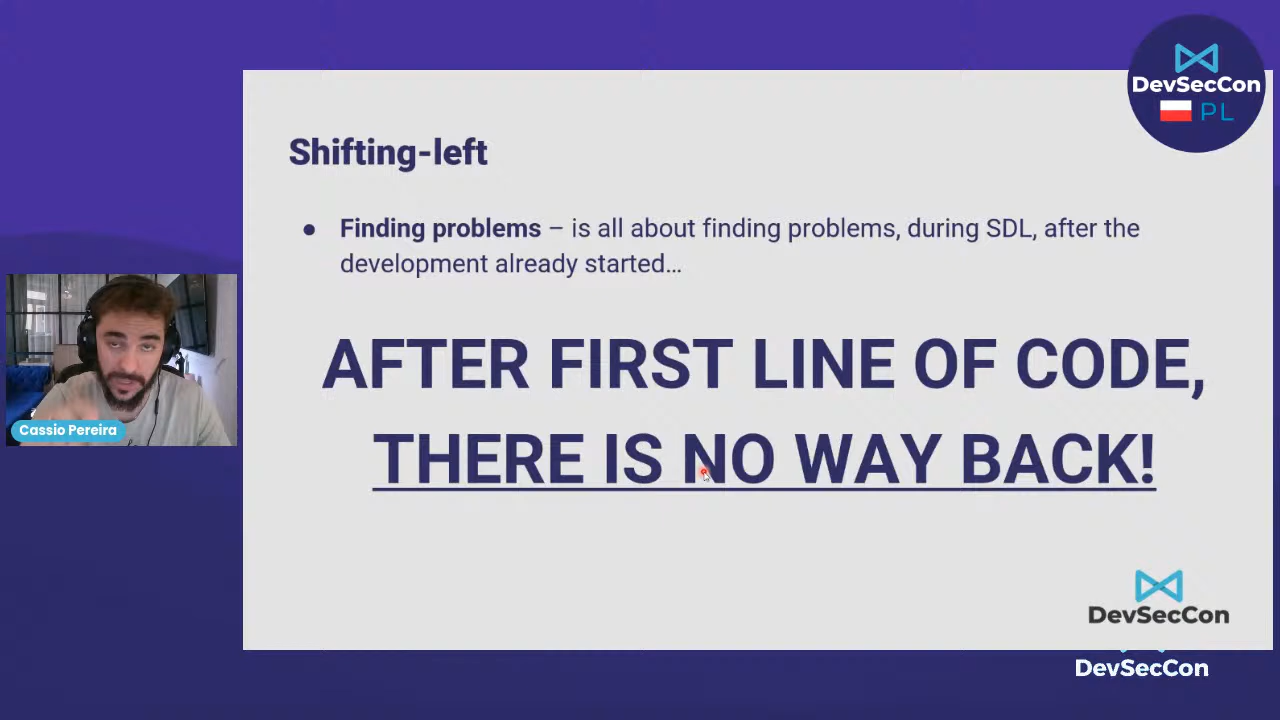 DevSecCon
PL
Shifting-left
● Finding problems – is all about finding problems, during SDL, after the
development already started...
AFTER FIRST LINE OF CODE,
THERE IS NO WAY BACK!
Cassio Pereira
DevSecCon
DevSecCon